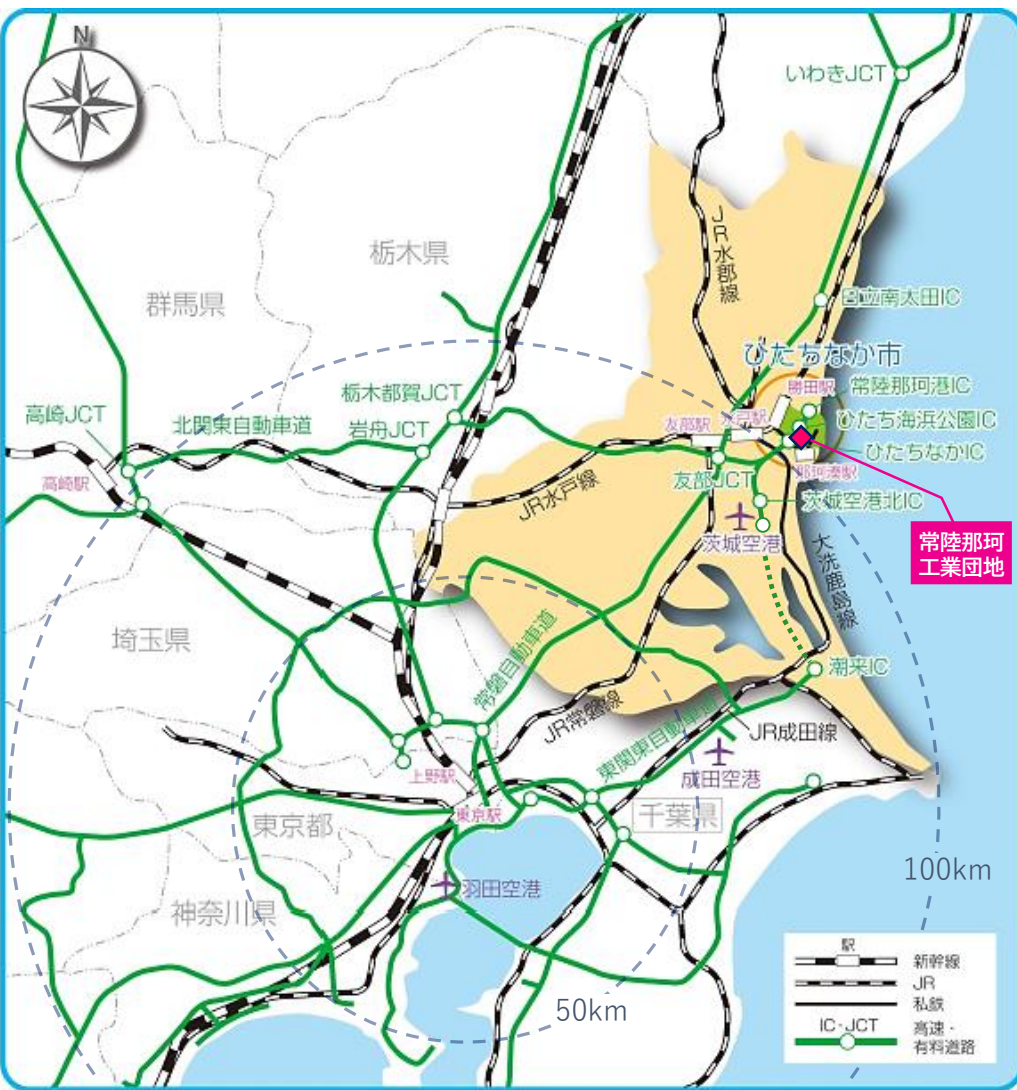 N
いわきJCT
JR水郡線
栃木県
群馬県
日立南太田IC
ひたちなか市
勝田駅
常陸那珂港IC
栃木都賀JCT
高崎JCT
北関東自動車道
岩舟JCT
友部駅
水戸駅
ひたち海浜公園IC
ひたちなかIC
那珂湊駅
高崎駅
友部JCT
JR水戸線
茨城空港北IC
茨城空港
常陸那珂
工業団地
大洗鹿島線
埼玉県
常磐自動車道
潮来IC
JR常磐線
JR成田線
東関東自動車道
成田空港
上野駅
東京駅
東京都
千葉県
100km
羽田空港
神奈川県
50km
駅
新幹線
JR
私鉄
IC・JCT
高速・
有料道路